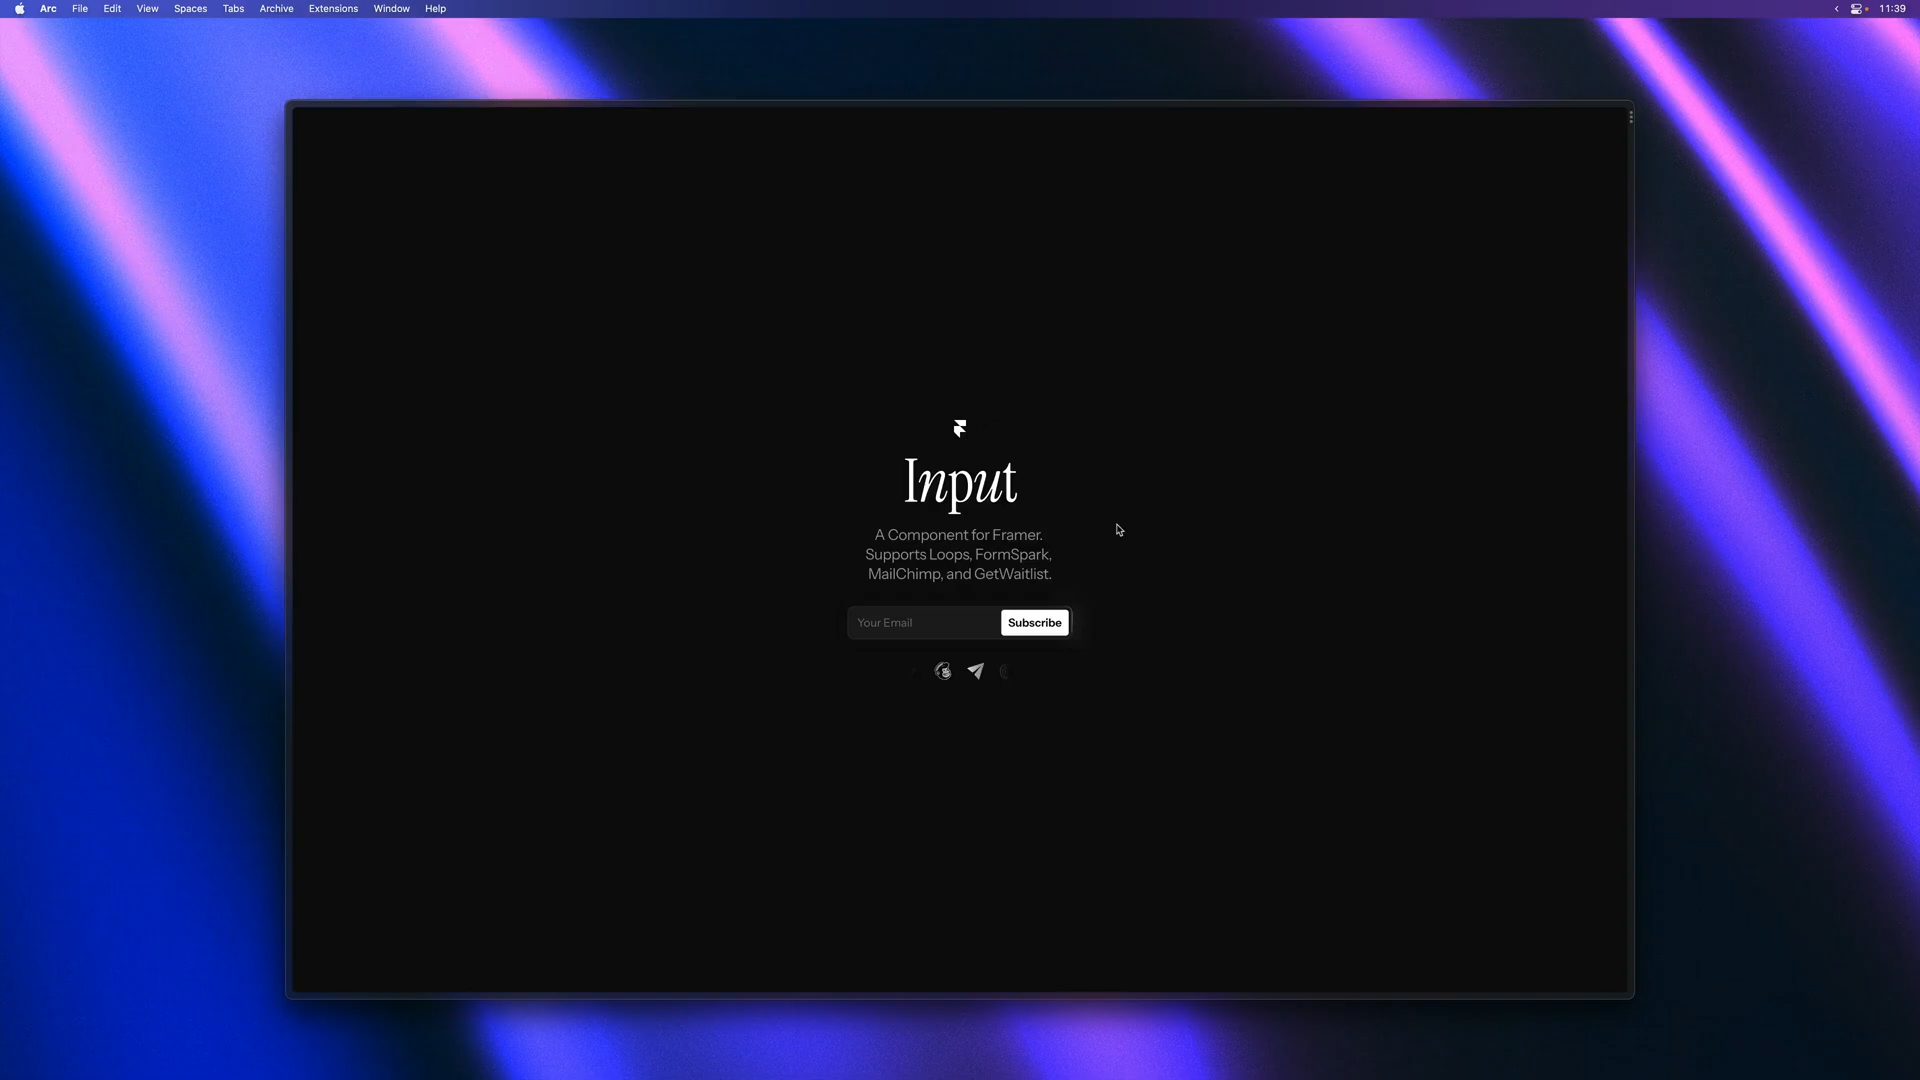 Arc File Edit View Spaces Tabs Archive Extensions Window Help 11:39
Input
A Component for Framer.
Supports Loops, FormSpark,
MailChimp, and GetWaitlist.
Your Email Subscribe